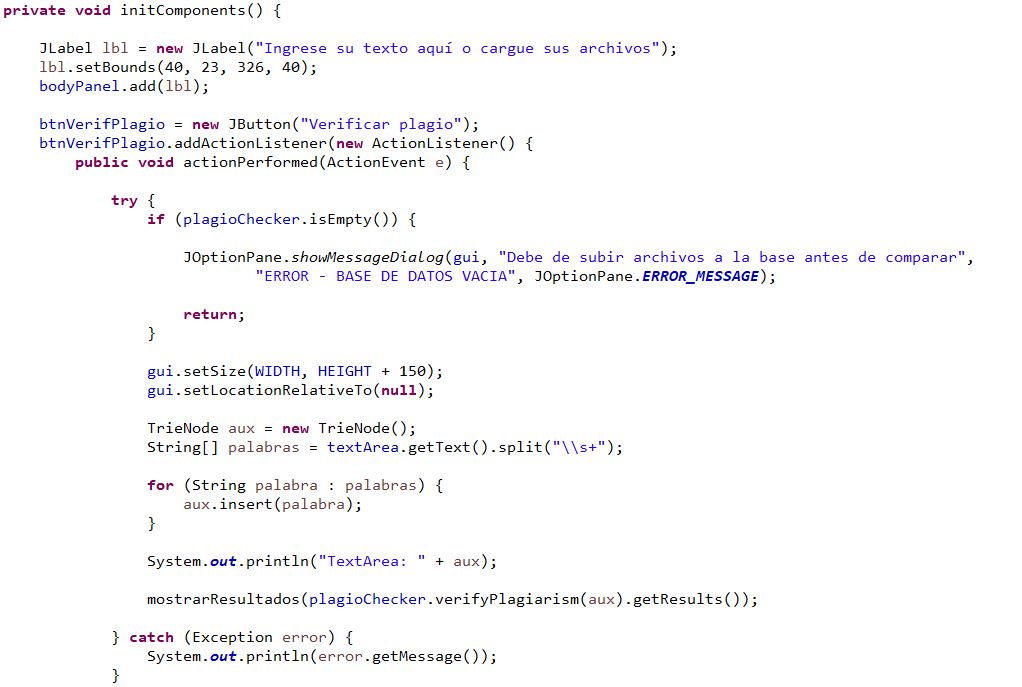 private void initComponents() {
JLabel lbl = new JLabel("Ingrese su texto aquí o cargue sus archivos");
lbl.setBounds(40, 23, 326, 40);
bodyPanel.add(lbl);
btnVerifPlagio = new JButton("Verificar plagio");
btnVerifPlagio.addActionListener(new ActionListener() {
public void actionPerformed(ActionEvent e) {
try {
if (plagioChecker.isEmpty()) {
JOptionPane.showMessageDialog(gui, "Debe de subir archivos a la base antes de comparar",
"ERROR - BASE DE DATOS VACIA", JOptionPane.ERROR_MESSAGE);
return;
}
gui.setSize(WIDTH, HEIGHT + 150);
gui.setLocationRelativeTo(null);
TrieNode aux = new TrieNode();
String[] palabras = textArea.getText().split("\\s+");
for (String palabra : palabras) {
aux.insert(palabra);
}
System.out.println("TextArea: " + aux);
mostrarResultados(plagioChecker.verifyPlagiarism(aux).getResults());
} catch (Exception error) {
System.out.println(error.getMessage());
}